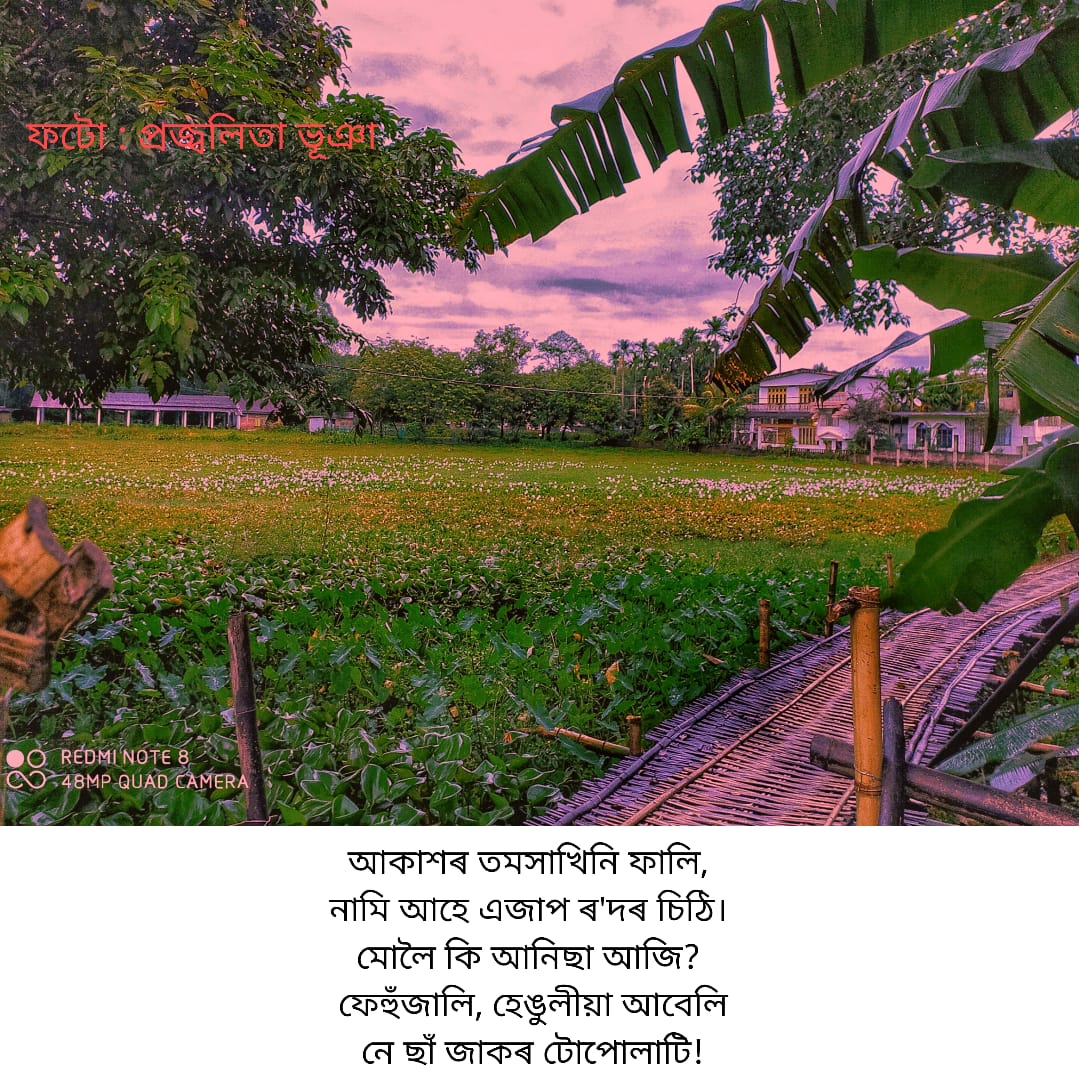 ফটো : প্ৰজ্বলিতা ভূঞা
REDMI NOTE 8
48MP QUAD CAMERA
আকাশৰ তমসাখিনি ফালি,
নামি আহে এজাপ ৰ'দৰ চিঠি।
মোলৈ কি আনিছা আজি?
ফেহুঁজালি, হেঙুলীয়া আবেলি
নে ছাঁ জাকৰ টোপোলাটি!